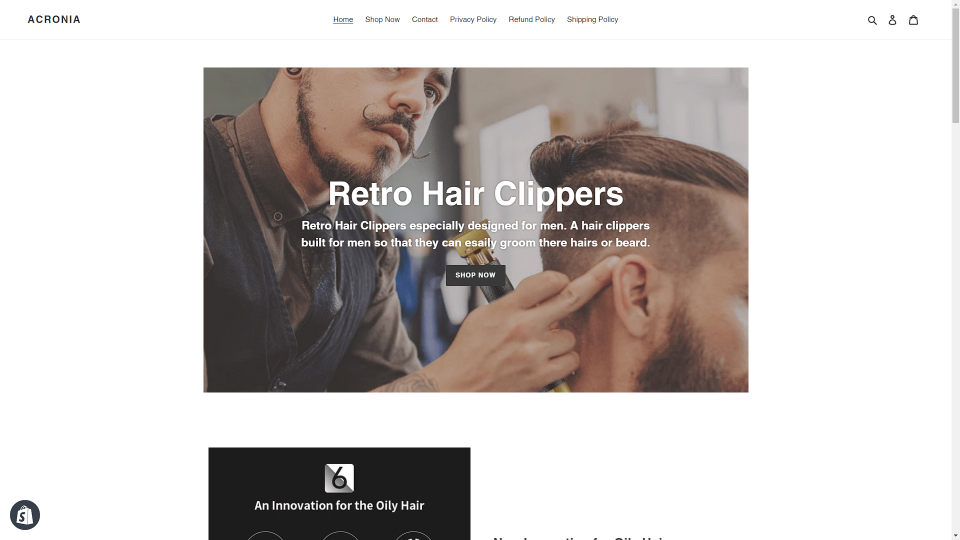 ACRONIA
Home Shop Now Contact Privacy Policy Refund Policy Shipping Policy
Retro Hair Clippers
Retro Hair Clippers especially designed for men. A hair clippers
built for men so that they can esaily groom there hairs or beard.
SHOP NOW
6
An Innovation for the Oily Hair